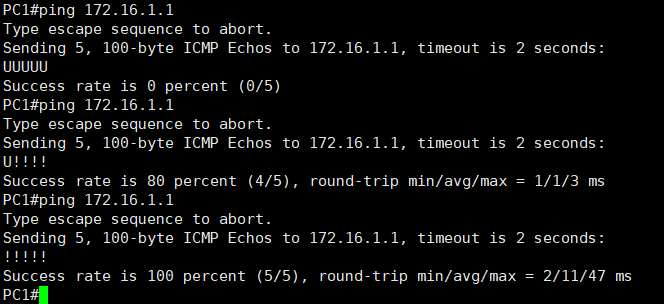 PC1#ping 172.16.1.1
Type escape sequence to abort.
Sending 5, 100-byte ICMP Echos to 172.16.1.1, timeout is 2 seconds:
UUUUU
Success rate is 0 percent (0/5)
PC1#ping 172.16.1.1
Type escape sequence to abort.
Sending 5, 100-byte ICMP Echos to 172.16.1.1, timeout is 2 seconds:
U!!!!
Success rate is 80 percent (4/5), round-trip min/avg/max = 1/1/3 ms
PC1#ping 172.16.1.1
Type escape sequence to abort.
Sending 5, 100-byte ICMP Echos to 172.16.1.1, timeout is 2 seconds:
!!!!!
Success rate is 100 percent (5/5), round-trip min/avg/max = 2/11/47 ms
PC1#